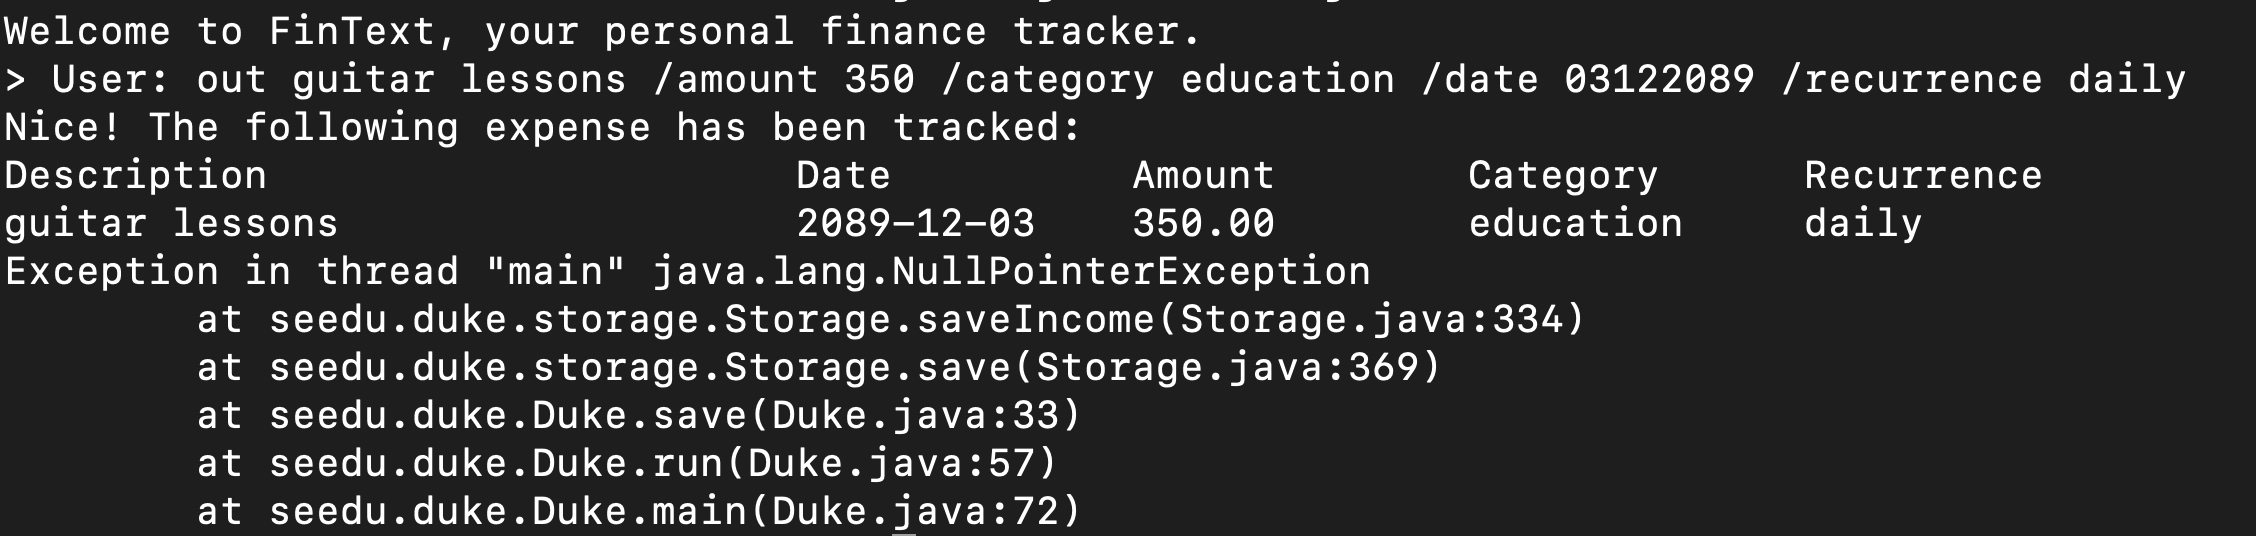 Welcome to FinText, your personal finance tracker.
> User: out guitar lessons /amount 350 /category education /date 03122089 /recurrence daily
Nice! The following expense has been tracked:
Description Date Amount Category Recurrence
guitar lessons 2089-12-03 350.00 education daily
Exception in thread "main" java.lang.NullPointerException
at seedu.duke.storage.Storage.saveIncome(Storage.java:334)
at seedu.duke.storage.Storage.save(Storage.java:369)
at seedu.duke.Duke.save(Duke.java:33)
at seedu.duke.Duke.run(Duke.java:57)
at seedu.duke.Duke.main(Duke.java:72)